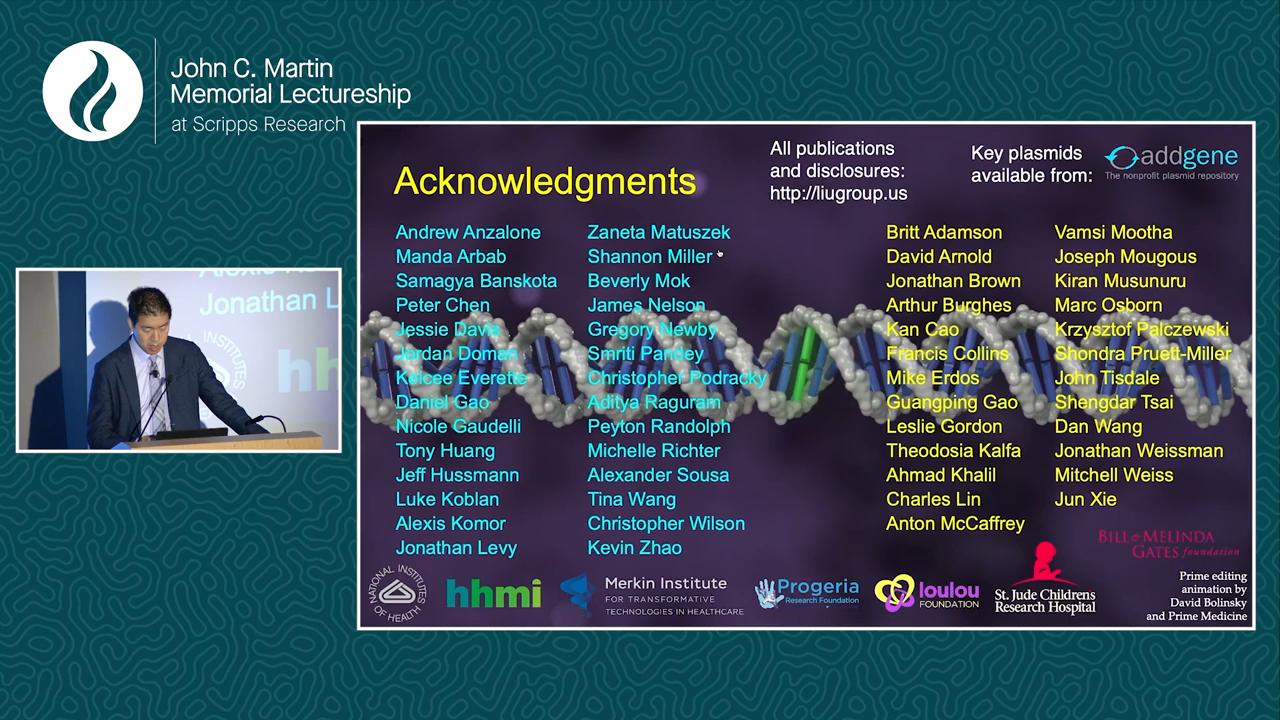 John C. Martin
Memorial Lectureship
at Scripps Research
All publications
and disclosures:
http://liugroup.us
Key plasmids
available from:
addgene
The nonprofit plasmid repository
Acknowledgments
Andrew Anzalone
Manda Arbab
Samagya Banskota
Peter Chen
Jessie Davis
Jordan Doman
Kelcee Everette
Daniel Gao
Nicole Gaudelli
Tony Huang
Jeff Hussmann
Luke Koblan
Alexis Komor
Jonathan Levy
Zaneta Matuszek
Shannon Miller
Beverly Mok
James Nelson
Gregory Newby
Smriti Pandey
Christopher Podracky
Aditya Raguram
Peyton Randolph
Michelle Richter
Alexander Sousa
Tina Wang
Christopher Wilson
Kevin Zhao
Britt Adamson
David Arnold
Jonathan Brown
Arthur Burghes
Kan Cao
Francis Collins
Mike Erdos
Guangping Gao
Leslie Gordon
Theodosia Kalfa
Ahmad Khalil
Charles Lin
Anton McCaffrey
Vamsi Mootha
Joseph Mougous
Kiran Musunuru
Marc Osborn
Krzysztof Palczewski
Shondra Pruett-Miller
John Tisdale
Shengdar Tsai
Dan Wang
Jonathan Weissman
Mitchell Weiss
Jun Xie
NATIONAL INSTITUTES
OF HEALTH
hhmi
Merkin Institute
FOR TRANSFORMATIVE
TECHNOLOGIES IN HEALTHCARE
Progeria
Research Foundation
loulou
FOUNDATION
St. Jude Childrens
Research Hospital
BILL & MELINDA
GATES foundation
Prime editing
animation by
David Bolinsky
and Prime Medicine
Jonathan L
INSTITUTES
hh